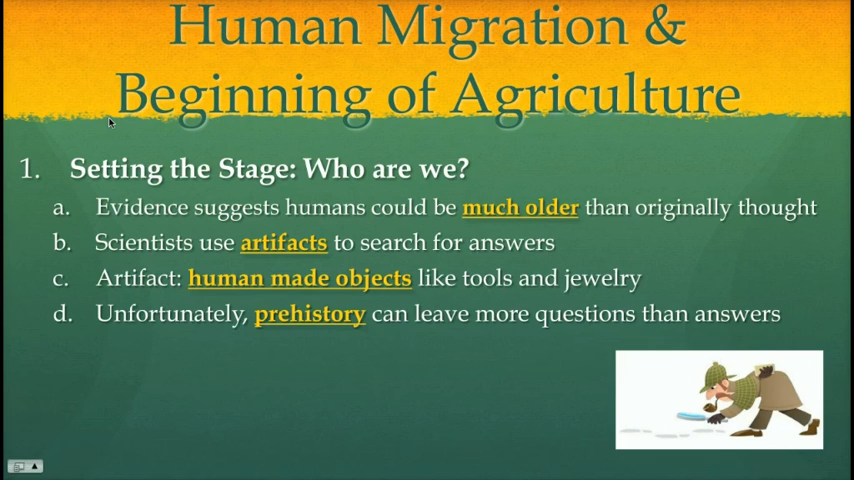 Human Migration &
Beginning of Agriculture
1. Setting the Stage: Who are we?
a. Evidence suggests humans could be much older than originally thought
b. Scientists use artifacts to search for answers
c. Artifact: human made objects like tools and jewelry
d. Unfortunately, prehistory can leave more questions than answers